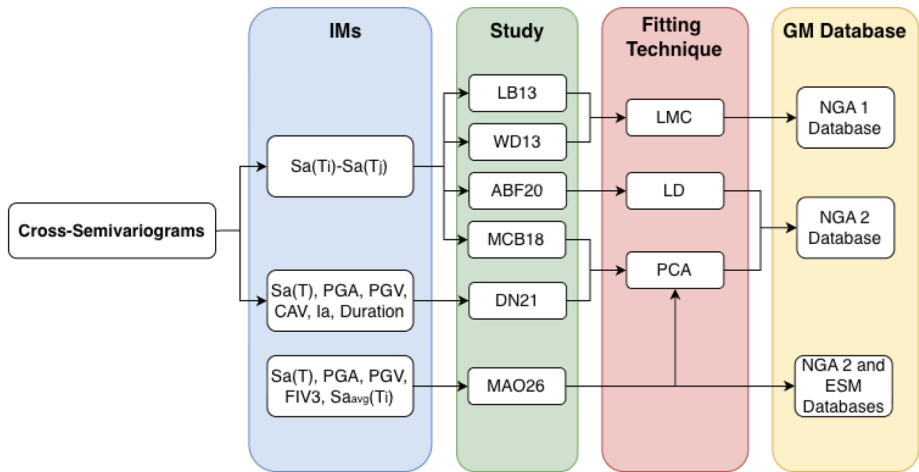 IMs
Study
Fitting
Technique
GM Database
Cross-Semivariograms
Sa(Ti)-Sa(Tj)
Sa(T), PGA, PGV,
CAV, Ia, Duration
Sa(T), PGA, PGV,
FIV3, Saavg(Ti)
LB13
WD13
ABF20
MCB18
DN21
MAO26
LMC
LD
PCA
NGA 1
Database
NGA 2
Database
NGA 2 and
ESM
Databases